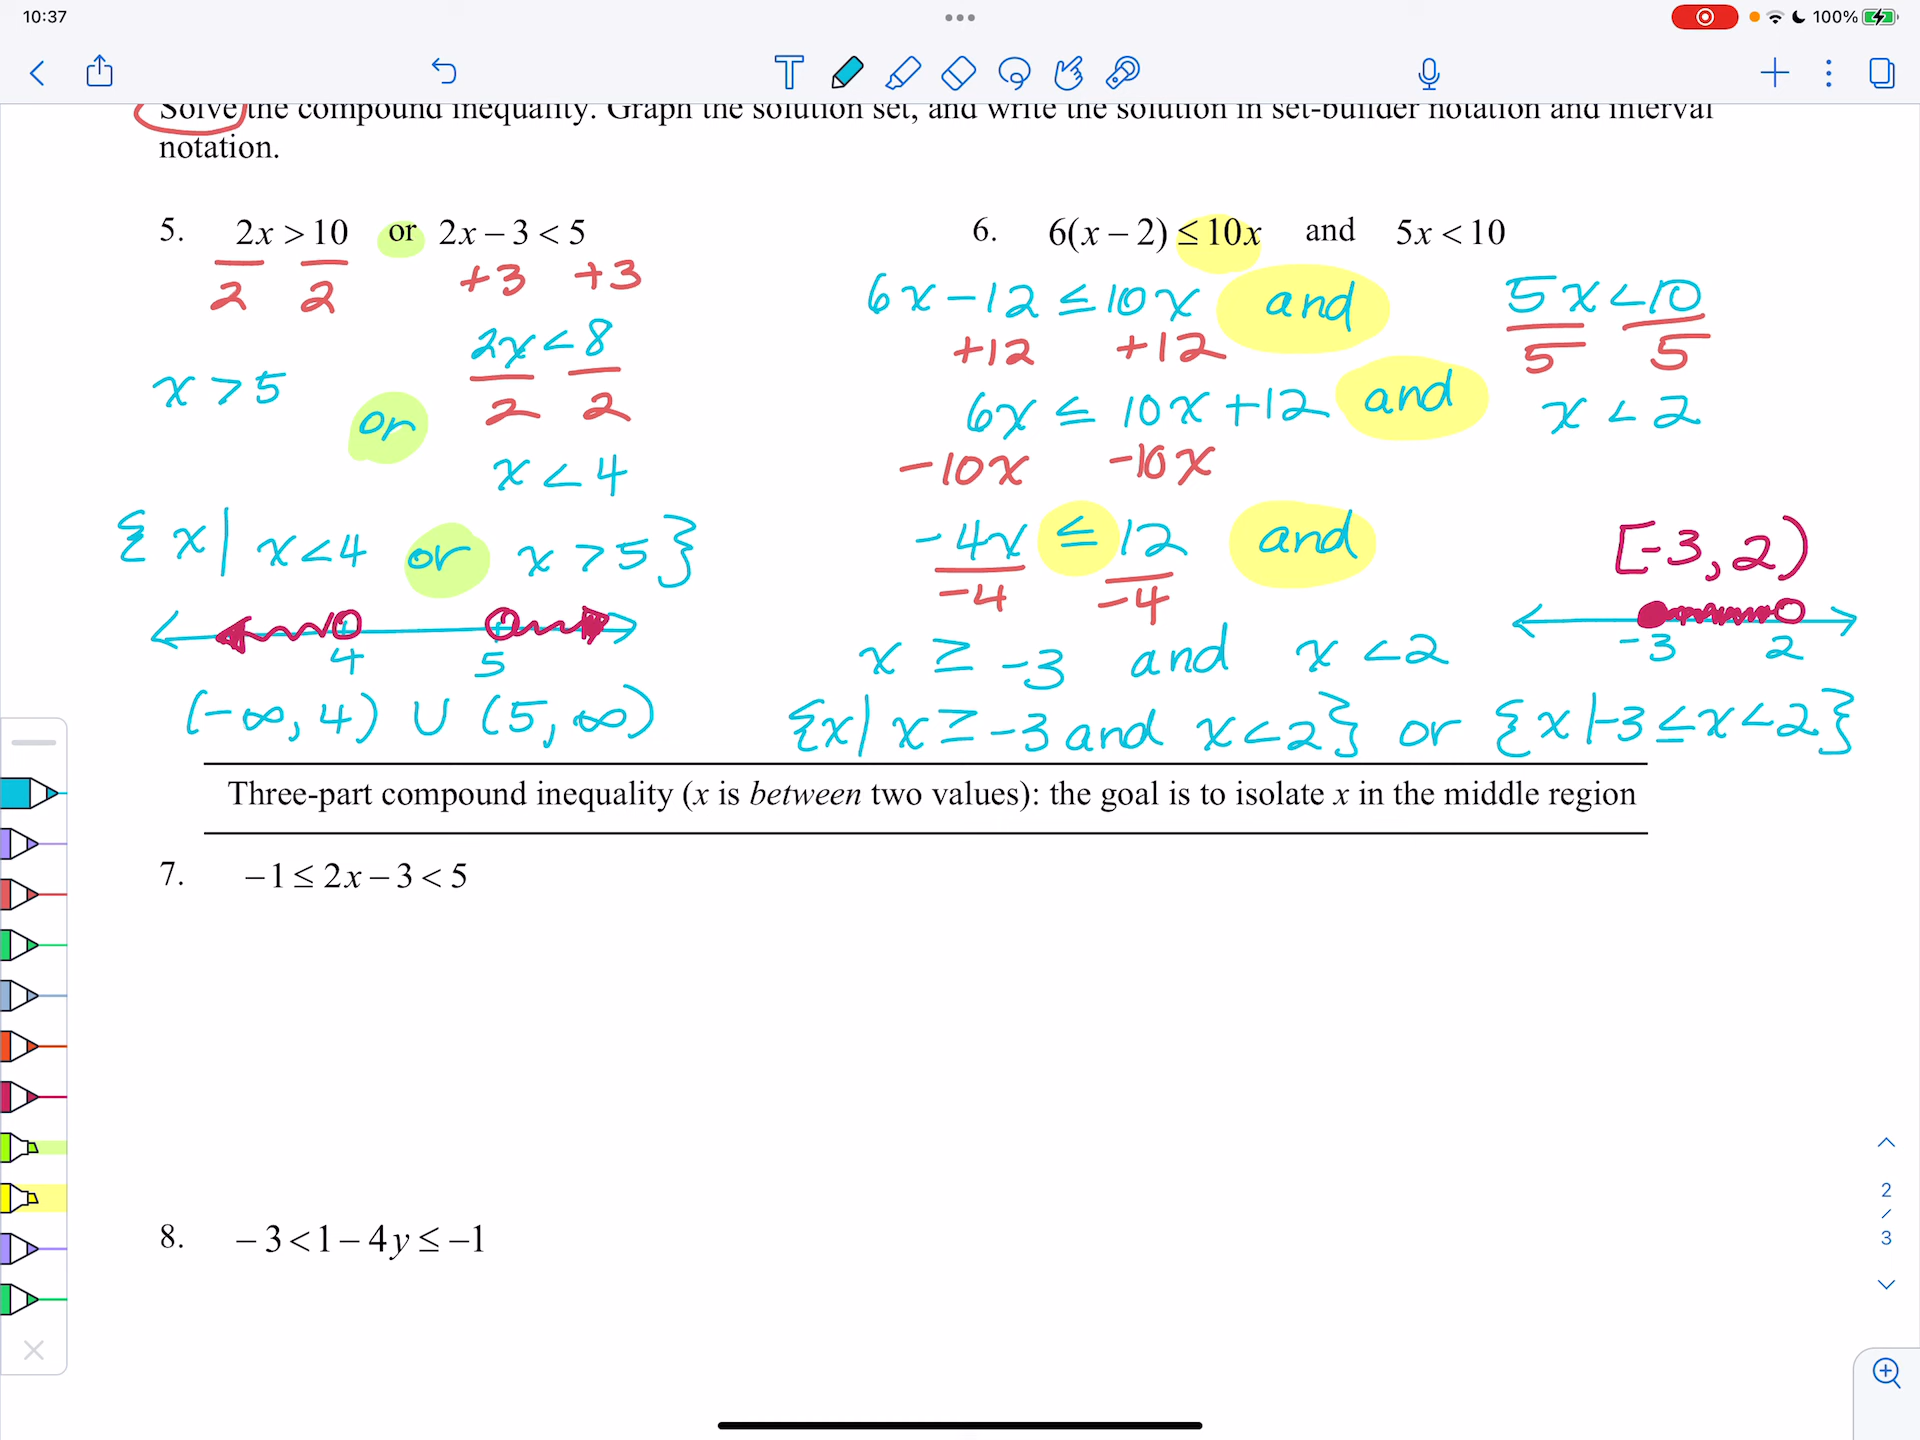 10:37
100%
Solve the compound inequality. Graph the solution set, and write the solution in set-builder notation and interval
notation.
5. 2x > 10 or 2x – 3 < 5
2 2 +3 +3
2x < 8
x > 5 2 2
or
x < 4
{ x | x < 4 or x > 5 }
4 5
(-∞, 4) ∪ (5, ∞)
6. 6(x – 2) ≤ 10x and 5x < 10
6x - 12 ≤ 10x and 5x < 10
+12 +12 5 5
6x ≤ 10x + 12 and x < 2
-10x -10x
-4x ≤ 12 and
-4 -4
[-3, 2)
-3 2
x ≥ -3 and x < 2
{x | x ≥ -3 and x < 2} or {x | -3 ≤ x < 2}
Three-part compound inequality (x is between two values): the goal is to isolate x in the middle region
7. –1 ≤ 2x – 3 < 5
8. –3 < 1 – 4y ≤ –1
2
/
3